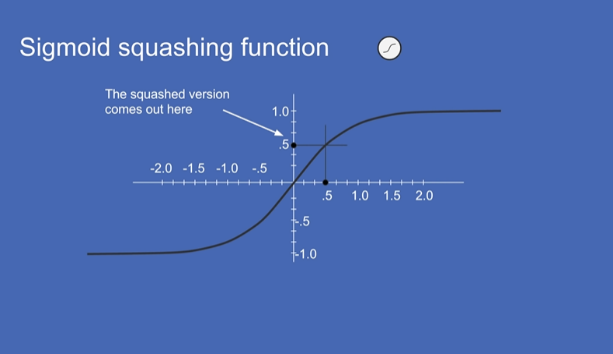 Sigmoid squashing function
The squashed version
comes out here
1.0
.5
-2.0 -1.5 -1.0 -.5
.5 1.0 1.5 2.0
-.5
-1.0